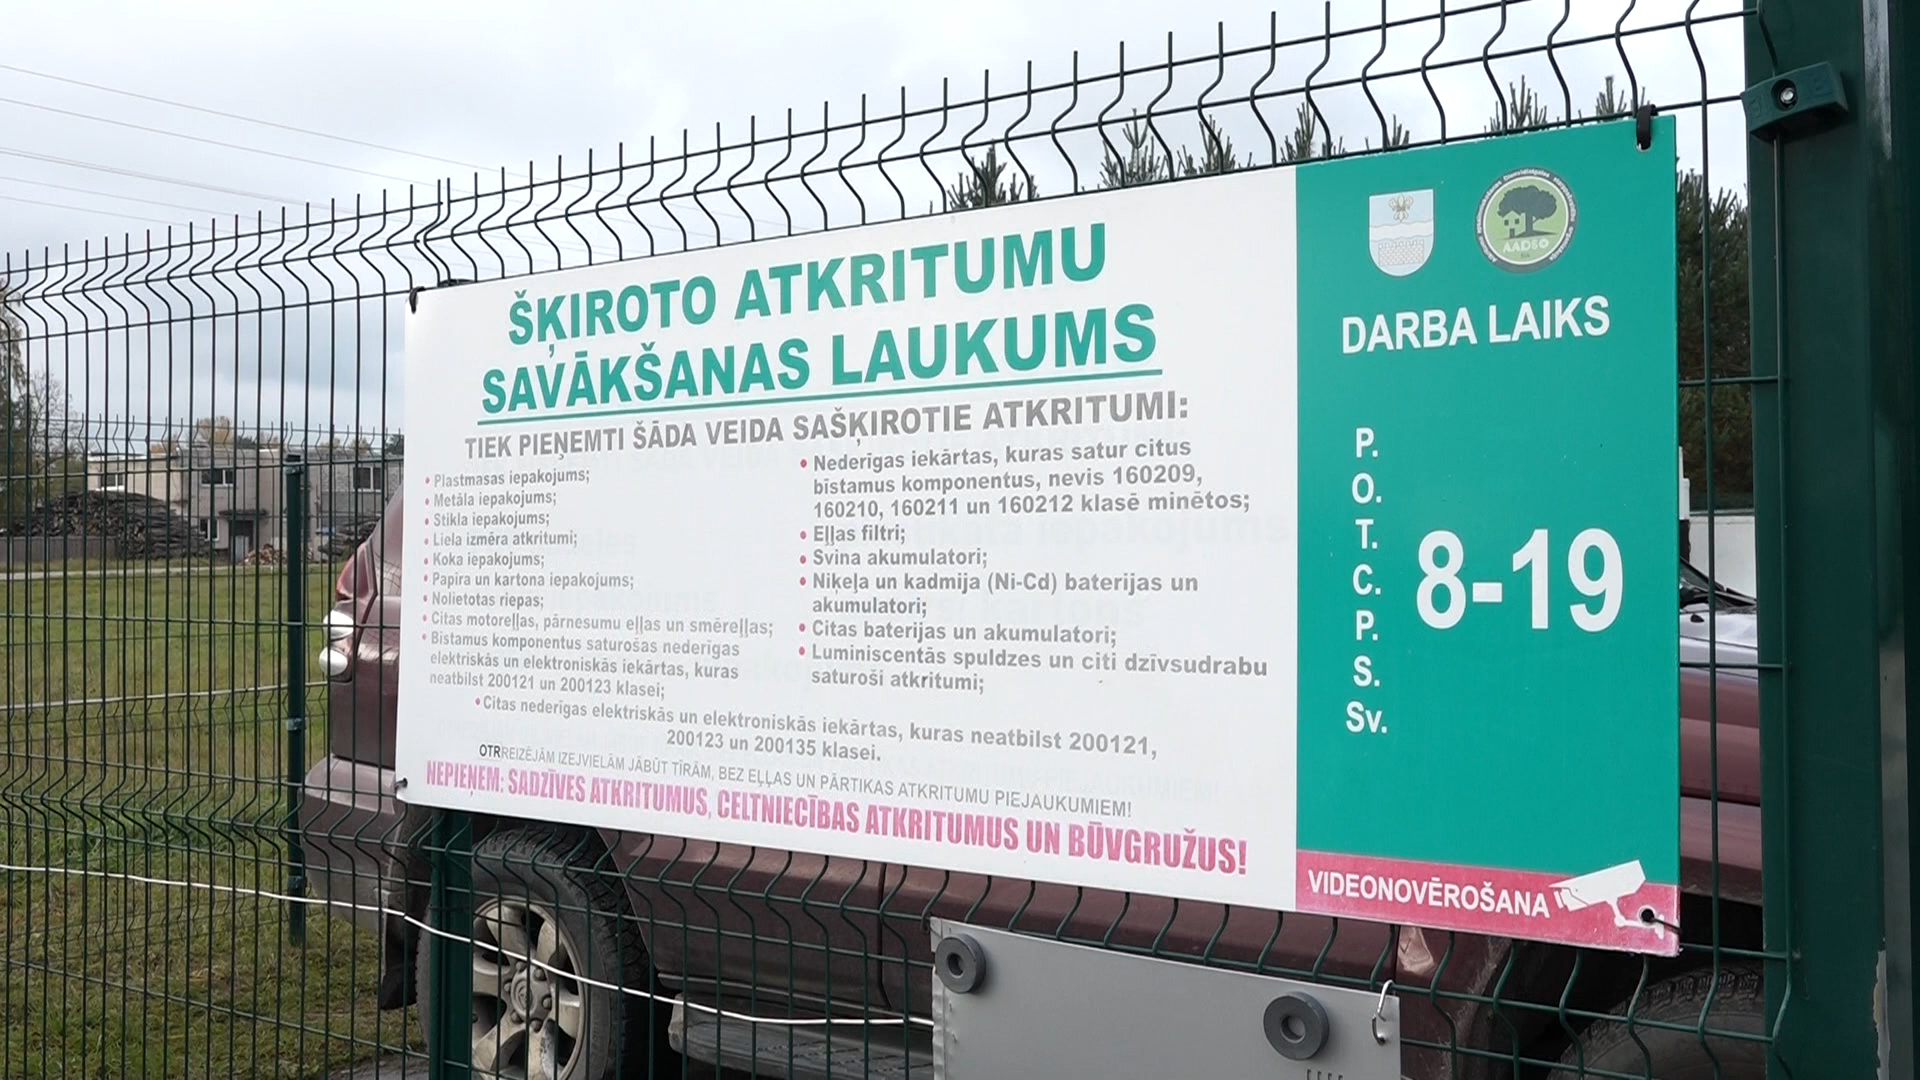 ŠĶIROTO ATKRITUMU
SAVĀKŠANAS LAUKUMS
TIEK PIEŅEMTI ŠĀDA VEIDA SAŠĶIROTIE ATKRITUMI:
• Plastmasas iepakojums;
• Metāla iepakojums;
• Stikla iepakojums;
• Liela izmēra atkritumi;
• Koka iepakojums;
• Papīra un kartona iepakojums;
• Nolietotas riepas;
• Citas motoreļļas, pārnesumu eļļas un smēreļļas;
• Bīstamus komponentus saturošas nederīgas
elektriskās un elektroniskās iekārtas, kuras
neatbilst 200121 un 200123 klasei;
• Nederīgas iekārtas, kuras satur citus
bīstamus komponentus, nevis 160209,
160210, 160211 un 160212 klasē minētos;
• Eļļas filtri;
• Svina akumulatori;
• Niķeļa un kadmija (Ni-Cd) baterijas un
akumulatori;
• Citas baterijas un akumulatori;
• Luminiscentās spuldzes un citi dzīvsudrabu
saturoši atkritumi;
• Citas nederīgas elektriskās un elektroniskās iekārtas, kuras neatbilst 200121,
200123 un 200135 klasei.
OTRREIZĒJĀM IZEJVIELĀM JĀBŪT TĪRĀM, BEZ EĻĻAS UN PĀRTIKAS ATKRITUMU PIEJAUKUMIEM!
NEPIEŅEM: SADZĪVES ATKRITUMUS, CELTNIECĪBAS ATKRITUMUS UN BŪVGRUŽUS!
AADSO
SIA
DARBA LAIKS
P.
O.
T.
C.
P.
S.
Sv.
8-19
VIDEONOVĒROŠANA